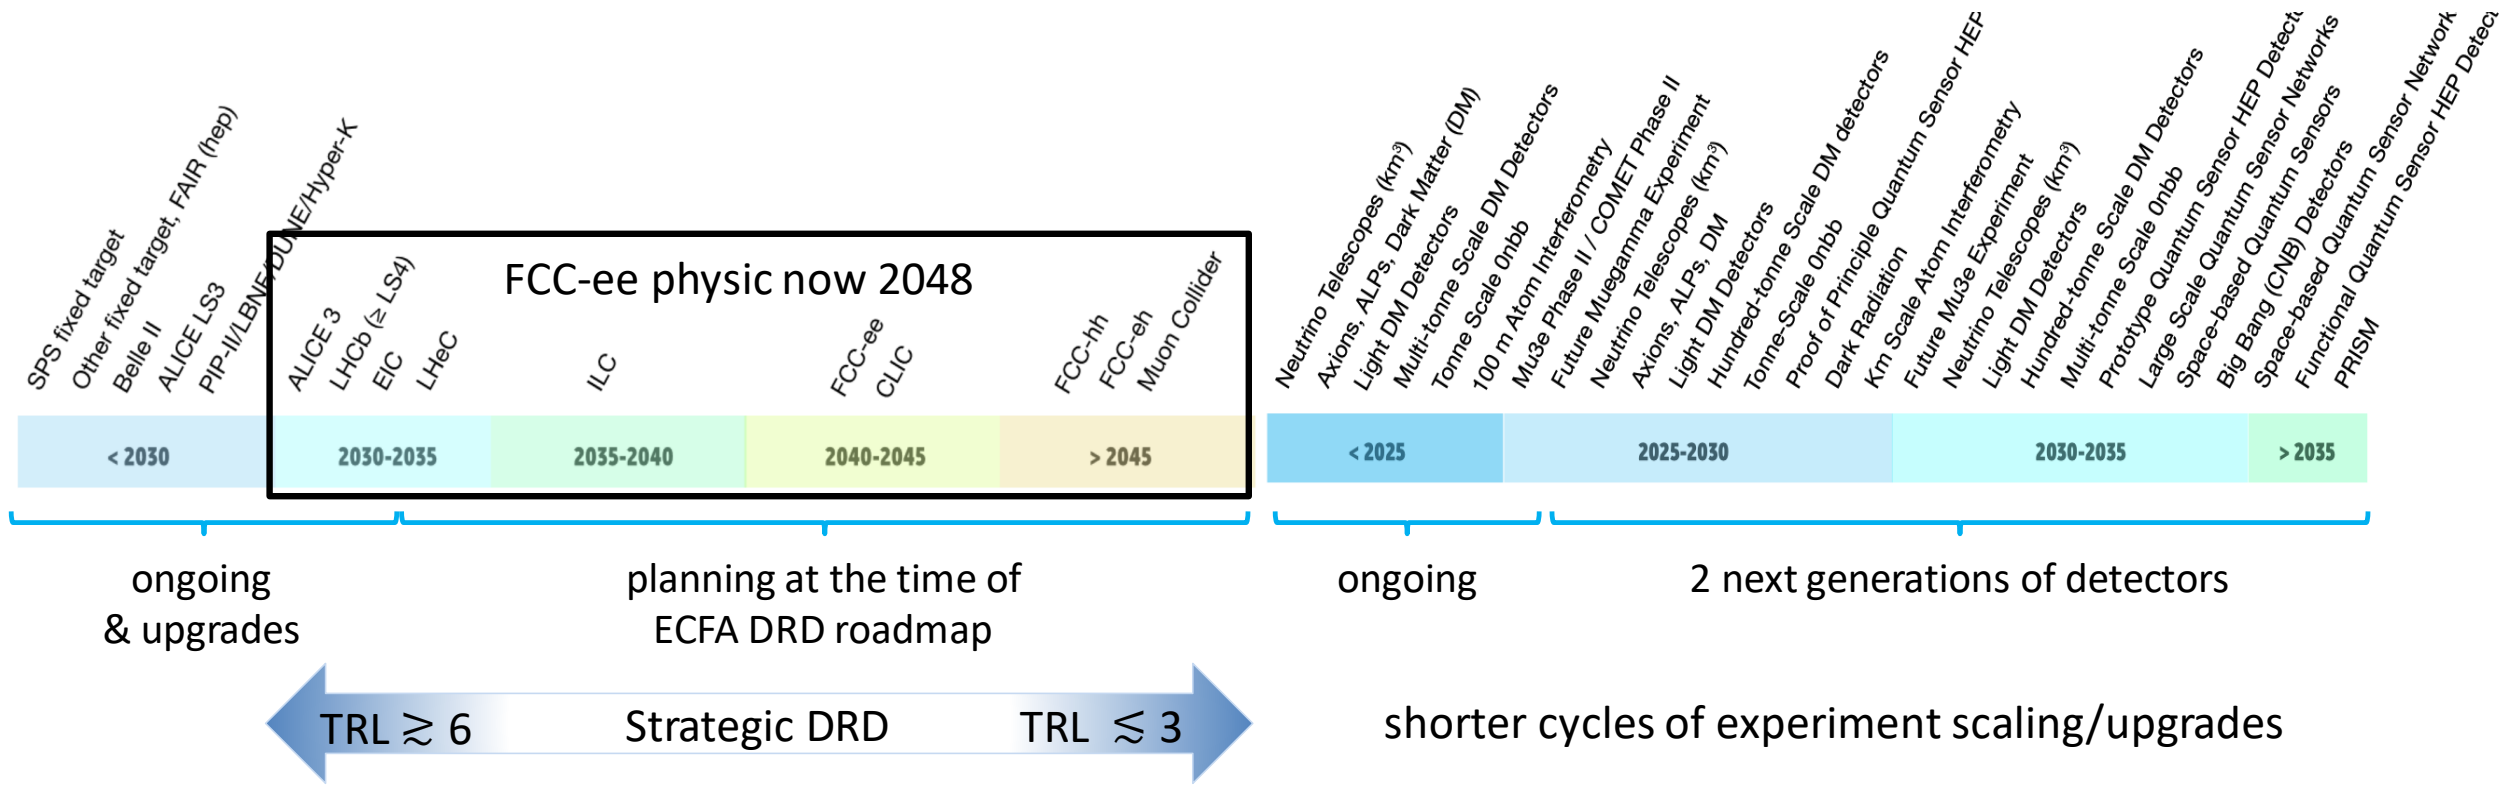 SPS fixed target
Other fixed target, FAIR (hep)
Belle II
ALICE LS3
PIP-II/LBNF/DUNE/Hyper-K
FCC-ee physic now 2048
ALICE 3
LHCb (≥ LS4)
EIC
LHeC
ILC
FCC-ee
CLIC
FCC-hh
FCC-eh
Muon Collider
Neutrino Telescopes (km³)
Axions, ALPs, Dark Matter (DM)
Light DM Detectors
Multi-tonne Scale DM Detectors
Tonne Scale 0nbb
100 m Atom Interferometry
Mu3e Phase II / COMET Phase II
Future Muegamma Experiment
Neutrino Telescopes (km³)
Axions, ALPs, DM
Light DM Detectors
Hundred-tonne Scale DM detectors
Tonne-Scale 0nbb
Proof of Principle Quantum Sensor HEP
Dark Radiation
Km Scale Atom Interferometry
Future Mu3e Experiment
Neutrino Telescopes (km³)
Light DM Detectors
Hundred-tonne Scale DM Detectors
Multi-tonne Scale 0nbb
Prototype Quantum Sensor HEP Detecto
Large Scale Quantum Sensor Networks
Space-based Quantum Sensors
Big Bang (CNB) Detectors
Space-based Quantum Sensor Network
Functional Quantum Sensor HEP Detect
PRISM
< 2030
2030-2035
2035-2040
2040-2045
> 2045
< 2025
2025-2030
2030-2035
> 2035
ongoing
& upgrades
planning at the time of
ECFA DRD roadmap
ongoing
2 next generations of detectors
TRL ≳ 6
Strategic DRD
TRL ≲ 3
shorter cycles of experiment scaling/upgrades